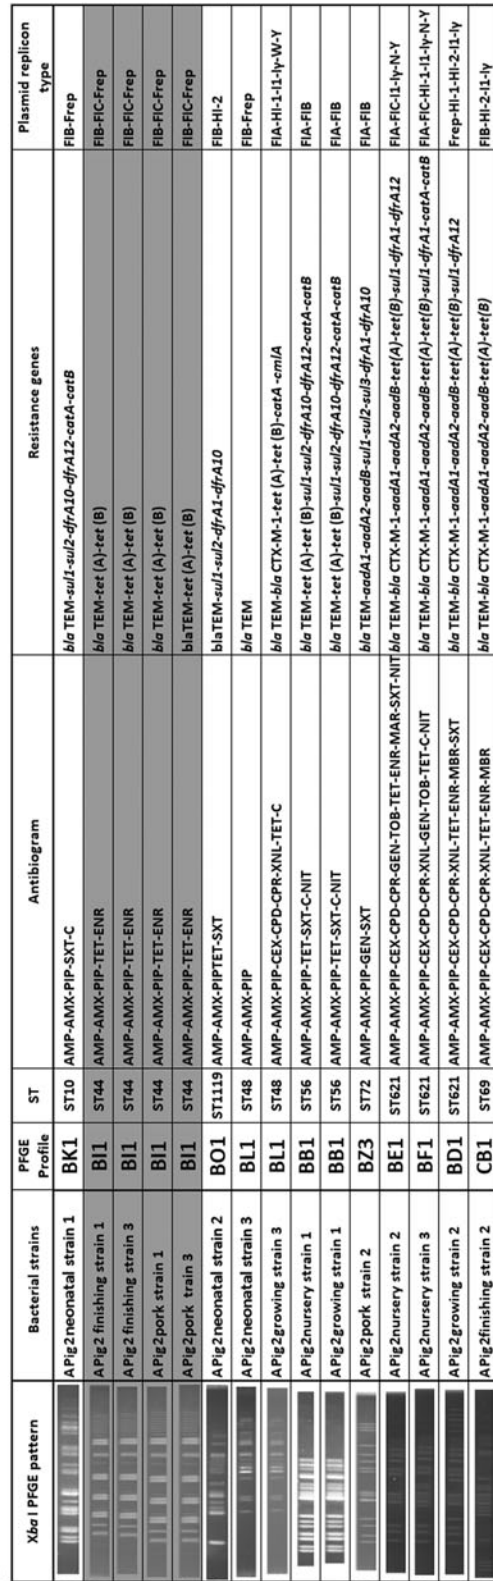 Xba I PFGE pattern	Bacterial strains	PFGE Profile	ST	Antibiogram	Resistance genes	Plasmid replicon type
APig2neonatal strain 1	BK1	ST10	AMP-AMX-PIP-SXT-C	bla TEM-sul1-sul2-dfrA10-dfrA12-catA-catB	FIB-Frep
APig2 finishing strain 1	BI1	ST44	AMP-AMX-PIP-TET-ENR	bla TEM-tet (A)-tet (B)	FIB-FIC-Frep
APig2 finishing strain 3	BI1	ST44	AMP-AMX-PIP-TET-ENR	bla TEM-tet (A)-tet (B)	FIB-FIC-Frep
APig2pork strain 1	BI1	ST44	AMP-AMX-PIP-TET-ENR	bla TEM-tet (A)-tet (B)	FIB-FIC-Frep
APig2pork train 3	BI1	ST44	AMP-AMX-PIP-TET-ENR	blaTEM-tet (A)-tet (B)	FIB-FIC-Frep
APig2neonatal strain 2	BO1	ST1119	AMP-AMX-PIPTET-SXT	blaTEM-sul1-sul2-dfrA1-dfrA10	FIB-HI-2
APig2neonatal strain 3	BL1	ST48	AMP-AMX-PIP	bla TEM	FIB-Frep
APig2growing strain 3	BL1	ST48	AMP-AMX-PIP-CEX-CPD-CPR-XNL-TET-C	bla TEM-bla CTX-M-1-tet (A)-tet (B)-catA -cmlA	FIA-HI-1-I1-Iγ-W-Y
APig2nursery strain 1	BB1	ST56	AMP-AMX-PIP-TET-SXT-C-NIT	bla TEM-tet (A)-tet (B)-sul1-sul2-dfrA10-dfrA12-catA-catB	FIA-FIB
APig2growing strain 1	BB1	ST56	AMP-AMX-PIP-TET-SXT-C-NIT	bla TEM-tet (A)-tet (B)-sul1-sul2-dfrA10-dfrA12-catA-catB	FIA-FIB
APig2pork strain 2	BZ3	ST72	AMP-AMX-PIP-GEN-SXT	bla TEM-aadA1-aadA2-aadB-sul1-sul2-sul3-dfrA1-dfrA10	FIA-FIB
APig2nursery strain 2	BE1	ST621	AMP-AMX-PIP-CEX-CPD-CPR-GEN-TOB-TET-ENR-MAR-SXT-NIT	bla TEM-bla CTX-M-1-aadA1-aadA2-aadB-tet(A)-tet(B)-sul1-dfrA1-dfrA12	FIA-FIC-I1-Iγ-N-Y
APig2nursery strain 3	BF1	ST621	AMP-AMX-PIP-CEX-CPD-CPR-XNL-GEN-TOB-TET-C-NIT	bla TEM-bla CTX-M-1-aadA1-aadA2-aadB-tet(A)-tet(B)-sul1-dfrA1-catA-catB	FIA-FIC-HI-1-I1-Iγ-N-Y
APig2growing strain 2	BD1	ST621	AMP-AMX-PIP-CEX-CPD-CPR-XNL-TET-ENR-MBR-SXT	bla TEM-bla CTX-M-1-aadA1-aadA2-aadB-tet(A)-tet(B)-sul1-dfrA12	Frep-HI-1-HI-2-I1-Iγ
APig2finishing strain 2	CB1	ST69	AMP-AMX-PIP-CEX-CPD-CPR-XNL-TET-ENR-MBR	bla TEM-bla CTX-M-1-aadA1-aadA2-aadB-tet(A)-tet(B)	FIB-HI-2-I1-Iγ